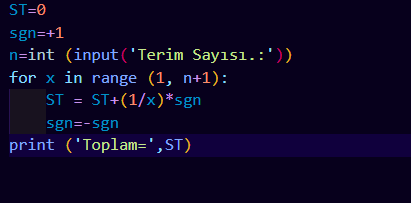 ST=0
sgn=+1
n=int (input('Terim Sayısı.:'))
for x in range (1, n+1):
    ST = ST+(1/x)*sgn
    sgn=-sgn
print ('Toplam=',ST)